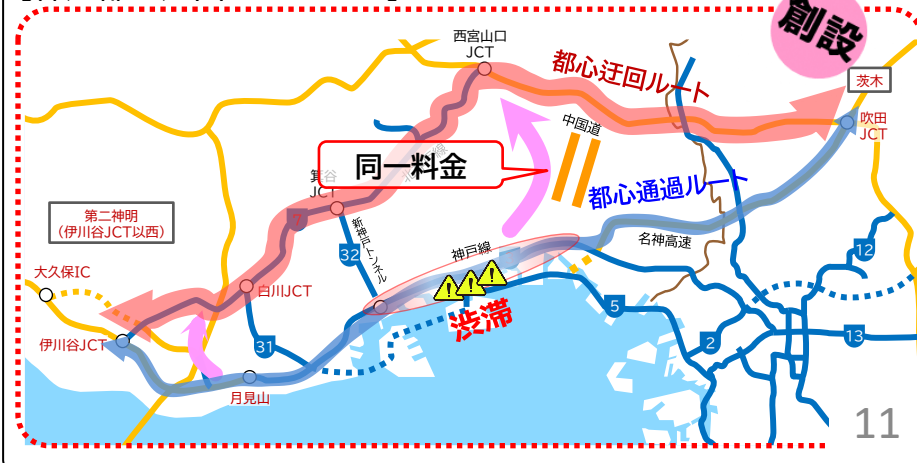 創設
西宮山口
JCT
都心迂回ルート
茨木
吹田
JCT
中国道
同一料金
箕谷
JCT
都心通過ルート
7
第二神明
(伊川谷JCT以西)
新神戸トンネル
32
神戸線
名神高速
12
大久保IC
白川JCT
渋滞
5
伊川谷JCT
31
2
13
月見山
11